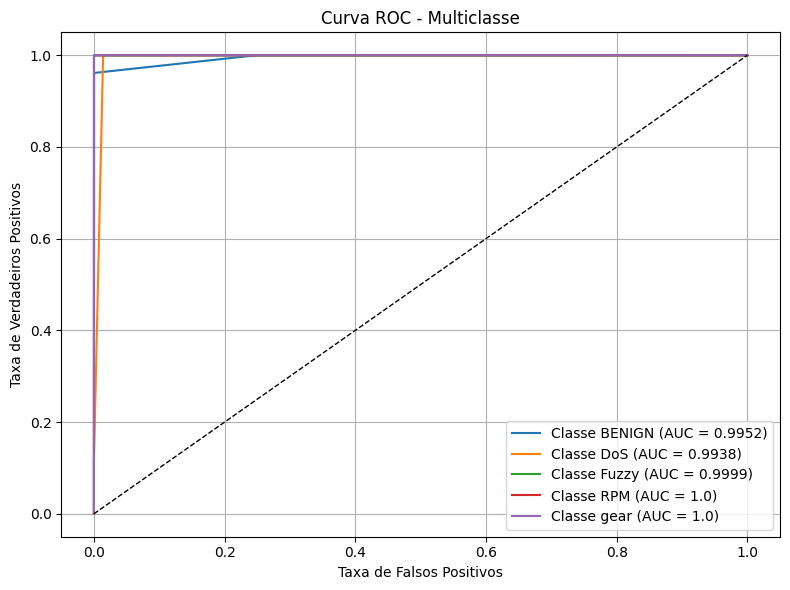 Curva ROC - Multiclasse
Taxa de Verdadeiros Positivos
1.0
0.8
0.6
0.4
0.2
0.0
Classe BENIGN (AUC = 0.9952)
Classe DoS (AUC = 0.9938)
Classe Fuzzy (AUC = 0.9999)
Classe RPM (AUC = 1.0)
Classe gear (AUC = 1.0)
0.0 0.2 0.4 0.6 0.8 1.0
Taxa de Falsos Positivos